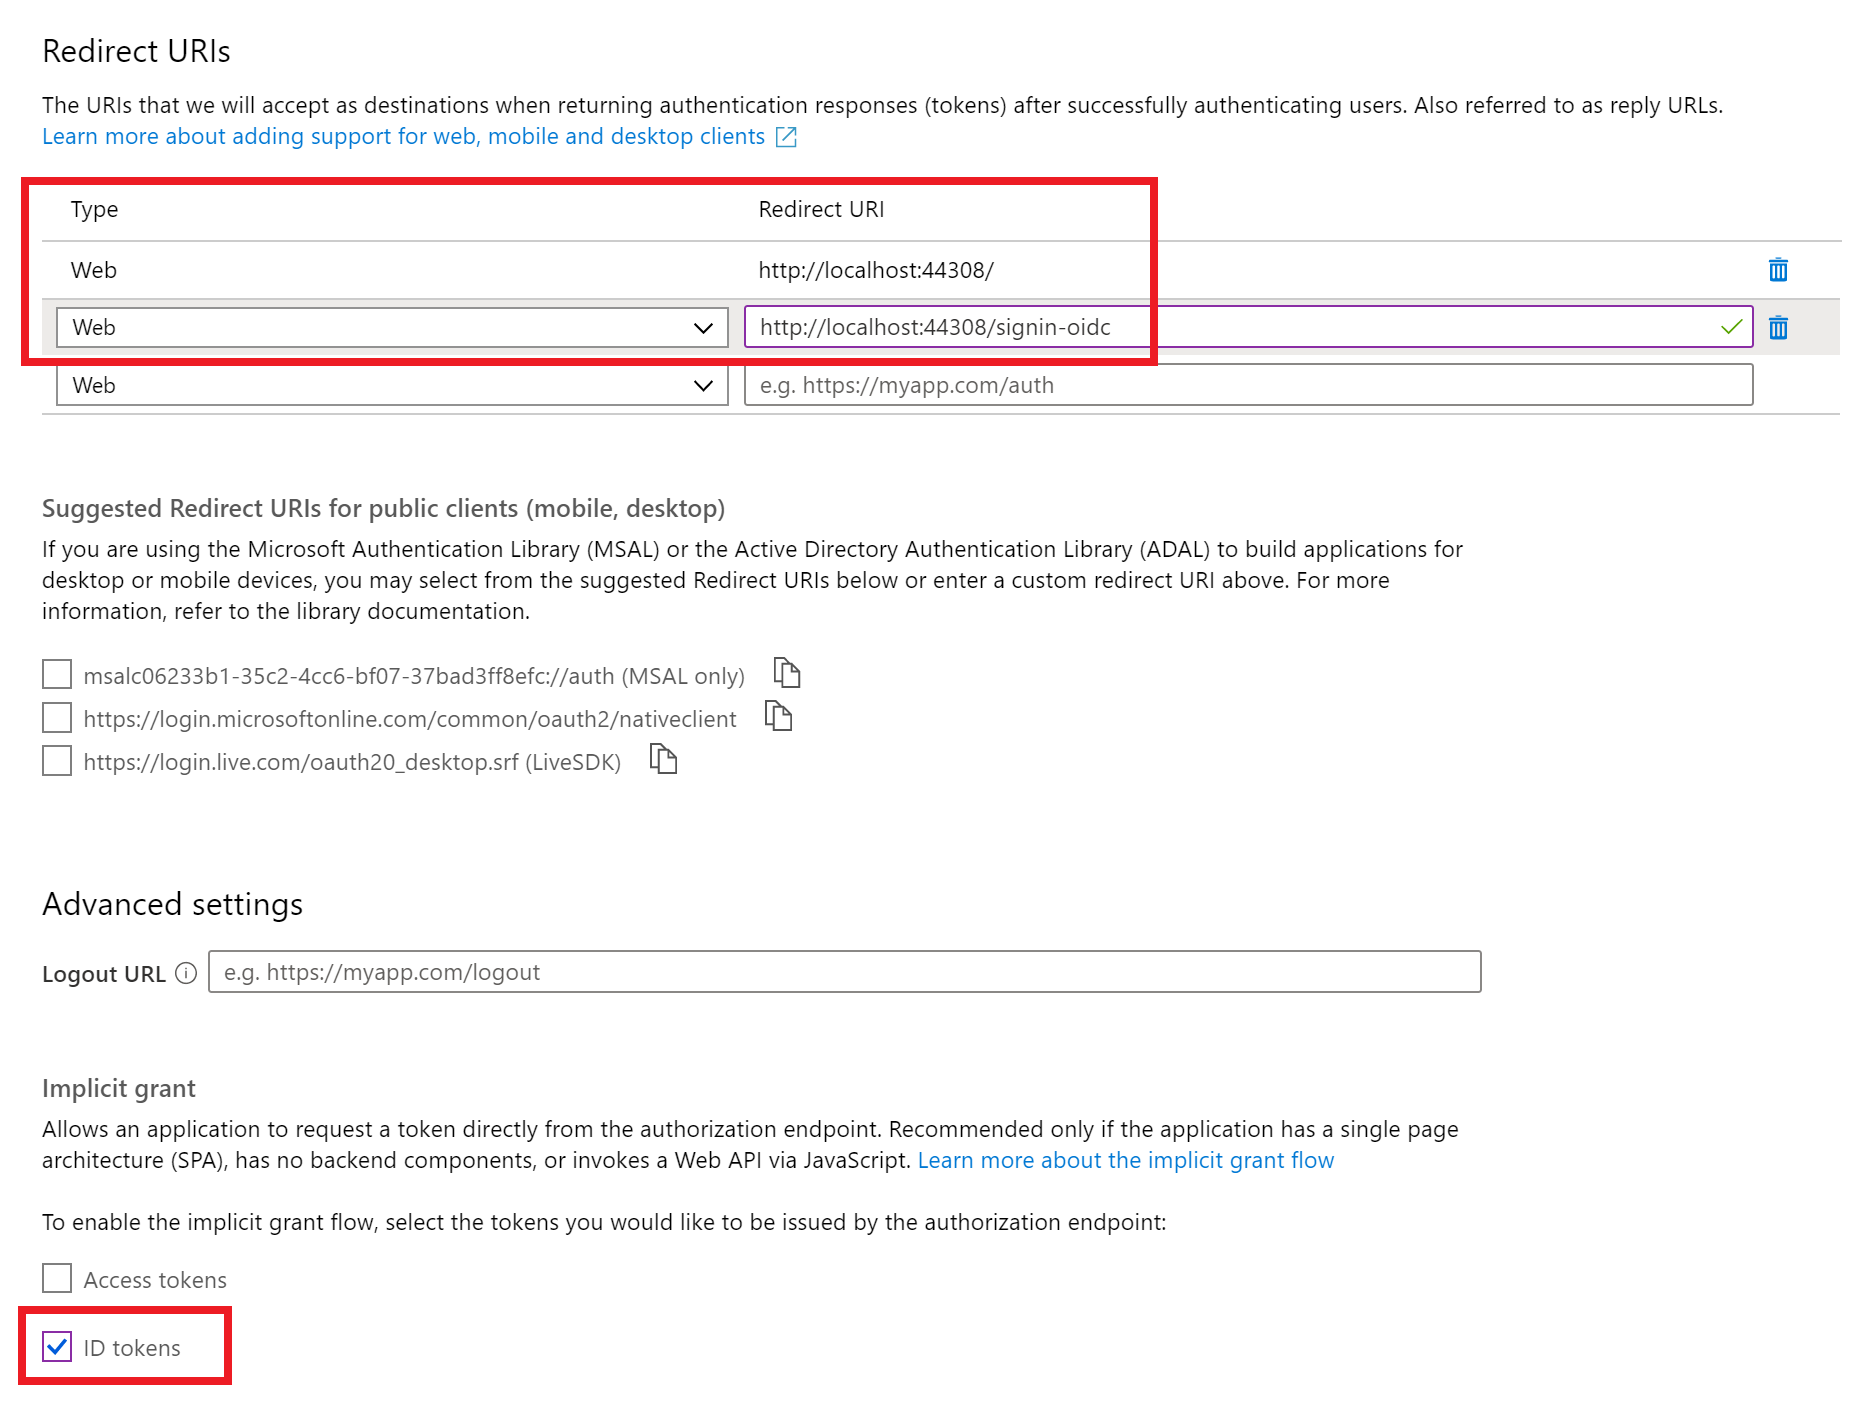 Redirect URIs
The URIs that we will accept as destinations when returning authentication responses (tokens) after successfully authenticating users. Also referred to as reply URLs.
Learn more about adding support for web, mobile and desktop clients
Type Redirect URI
Web http://localhost:44308/
Web http://localhost:44308/signin-oidc
Web e.g. https://myapp.com/auth
Suggested Redirect URIs for public clients (mobile, desktop)
If you are using the Microsoft Authentication Library (MSAL) or the Active Directory Authentication Library (ADAL) to build applications for
desktop or mobile devices, you may select from the suggested Redirect URIs below or enter a custom redirect URI above. For more
information, refer to the library documentation.
msalc06233b1-35c2-4cc6-bf07-37bad3ff8efc://auth (MSAL only)
https://login.microsoftonline.com/common/oauth2/nativeclient
https://login.live.com/oauth20_desktop.srf (LiveSDK)
Advanced settings
Logout URL e.g. https://myapp.com/logout
Implicit grant
Allows an application to request a token directly from the authorization endpoint. Recommended only if the application has a single page
architecture (SPA), has no backend components, or invokes a Web API via JavaScript. Learn more about the implicit grant flow
To enable the implicit grant flow, select the tokens you would like to be issued by the authorization endpoint:
Access tokens
ID tokens